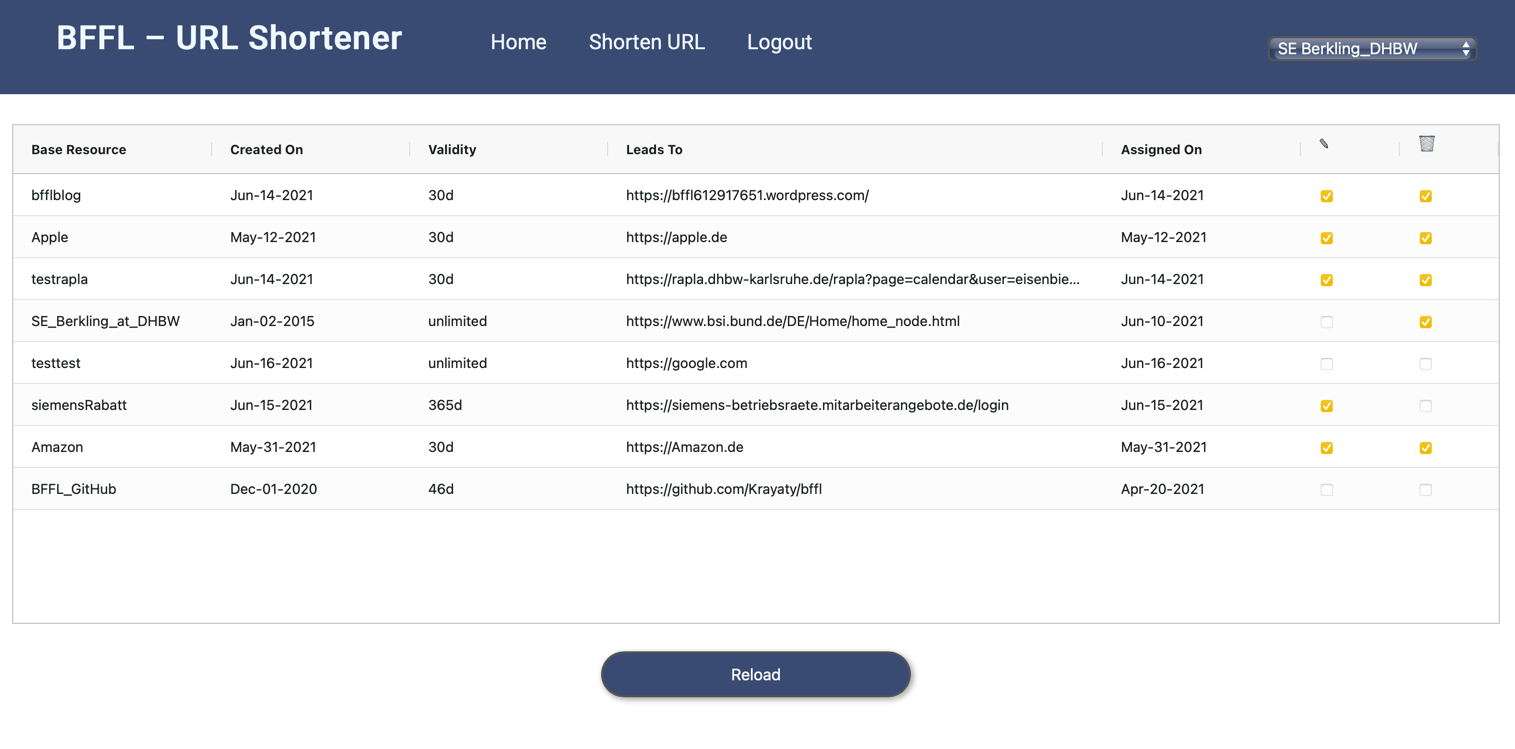 BFFL – URL Shortener Home Shorten URL Logout SE Berkling_DHBW
Base Resource Created On Validity Leads To Assigned On
bfflblog Jun-14-2021 30d https://bffl612917651.wordpress.com/ Jun-14-2021
Apple May-12-2021 30d https://apple.de May-12-2021
testrapla Jun-14-2021 30d https://rapla.dhbw-karlsruhe.de/rapla?page=calendar&user=eisenbie... Jun-14-2021
SE_Berkling_at_DHBW Jan-02-2015 unlimited https://www.bsi.bund.de/DE/Home/home_node.html Jun-10-2021
testtest Jun-16-2021 unlimited https://google.com Jun-16-2021
siemensRabatt Jun-15-2021 365d https://siemens-betriebsraete.mitarbeiterangebote.de/login Jun-15-2021
Amazon May-31-2021 30d https://Amazon.de May-31-2021
BFFL_GitHub Dec-01-2020 46d https://github.com/Krayaty/bffl Apr-20-2021
Reload